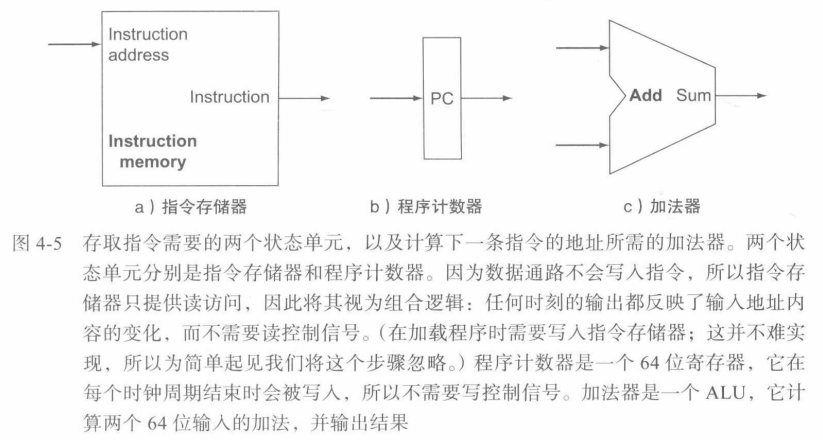 Instruction
address
Instruction
Instruction
memory
PC
Add Sum
a）指令存储器
b）程序计数器
c）加法器
图 4-5 存取指令需要的两个状态单元，以及计算下一条指令的地址所需的加法器。两个状
态单元分别是指令存储器和程序计数器。因为数据通路不会写入指令，所以指令存
储器只提供读访问，因此将其视为组合逻辑：任何时刻的输出都反映了输入地址内
容的变化，而不需要读控制信号。（在加载程序时需要写入指令存储器；这并不难实
现，所以为简单起见我们将这个步骤忽略。）程序计数器是一个 64 位寄存器，它在
每个时钟周期结束时会被写入，所以不需要写控制信号。加法器是一个 ALU，它计
算两个 64 位输入的加法，并输出结果